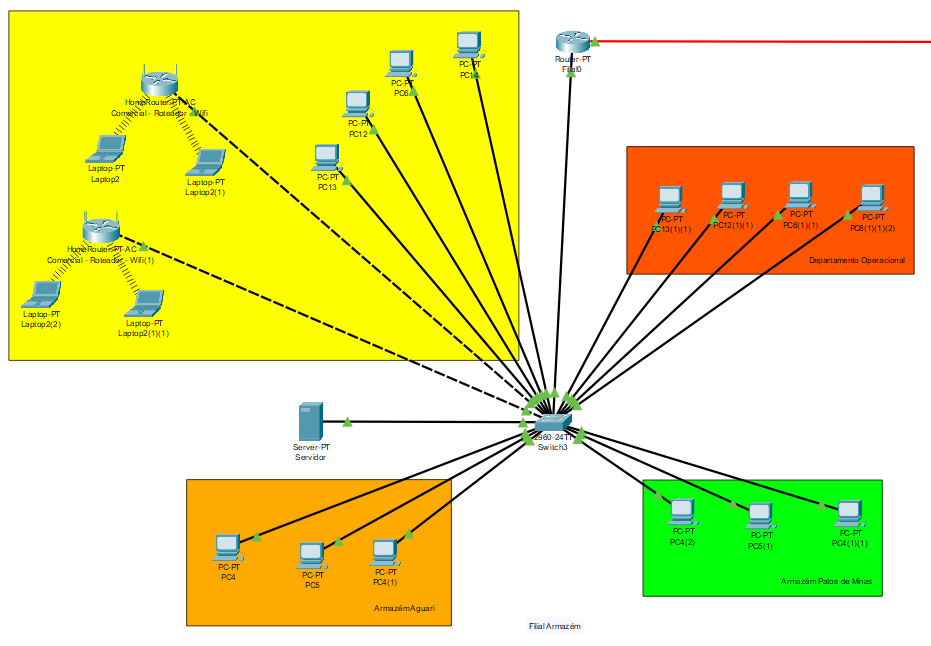 HomeRouter-PT-AC
Comercial - Roteador - Wifi
Laptop-PT
Laptop2
Laptop-PT
Laptop2(1)
HomeRouter-PT-AC
Comercial - Roteador - Wifi(1)
Laptop-PT
Laptop2(2)
Laptop-PT
Laptop2(1)(1)
PC-PT
PC14
PC-PT
PC6
PC-PT
PC12
PC-PT
PC13
Router-PT
Filial0
PC-PT
PC13(1)(1)
PC-PT
PC12(1)(1)
PC-PT
PC6(1)(1)
PC-PT
PC6(1)(1)(2)
Departamento Operacional
Server-PT
Servidor
2960-24TT
Switch3
PC-PT
PC4
PC-PT
PC5
PC-PT
PC4(1)
Armazém Aguari
PC-PT
PC4(2)
PC-PT
PC5(1)
PC-PT
PC4(1)(1)
Armazém Patos de Minas
Filial Armazém